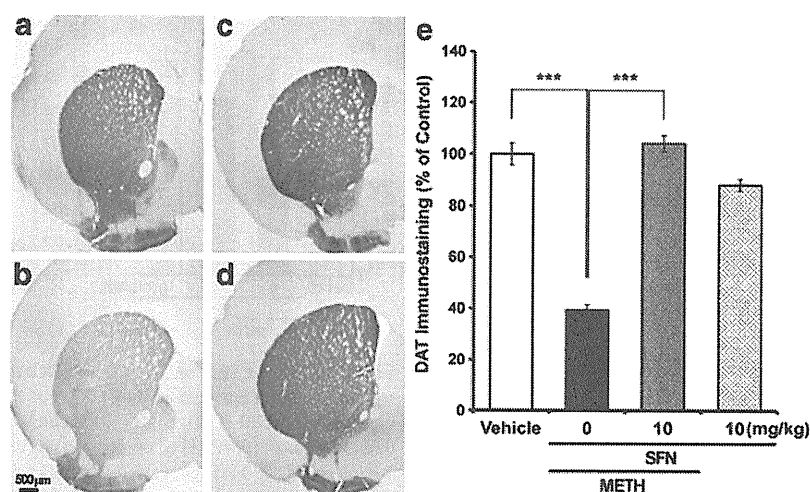 a
c
b
d
500μm
e
DAT immunostaining (% of Control)
140
120
100
80
60
40
20
0
***
***
Vehicle
0
10
10(mg/kg)
SFN
METH